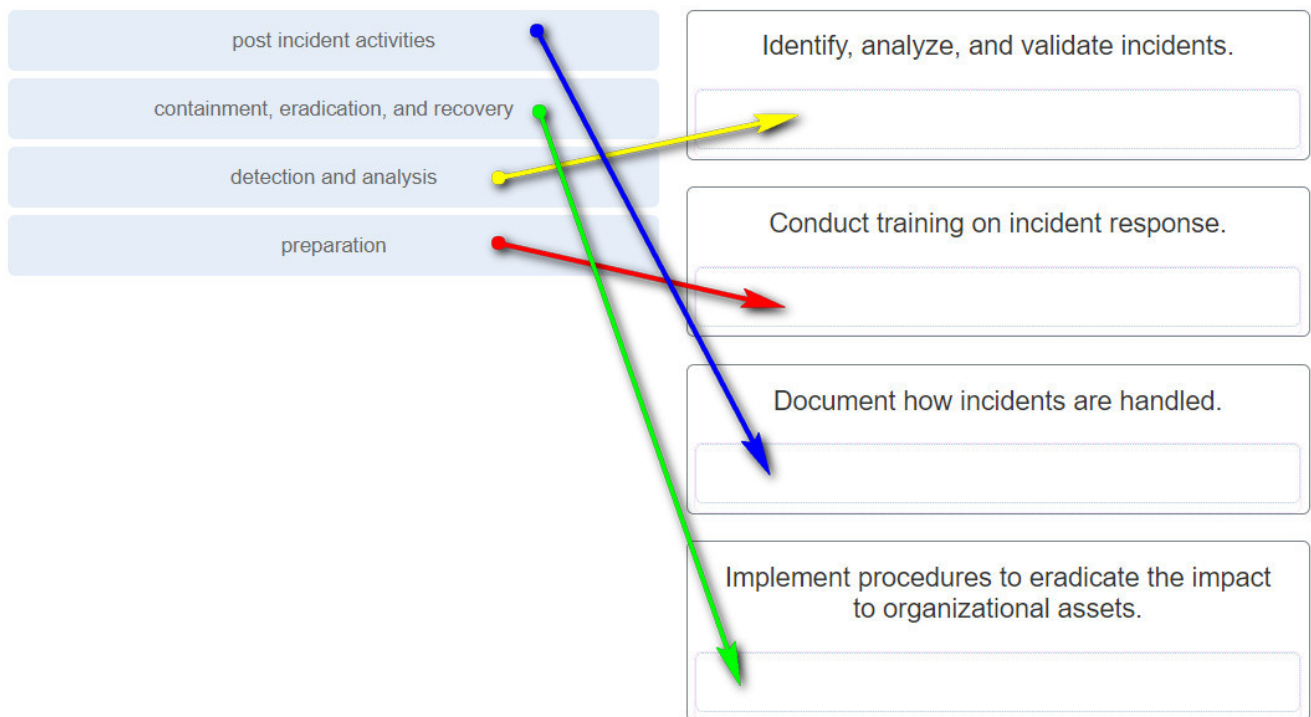 post incident activities
containment, eradication, and recovery
detection and analysis
preparation
Identify, analyze, and validate incidents.
Conduct training on incident response.
Document how incidents are handled.
Implement procedures to eradicate the impact
to organizational assets.